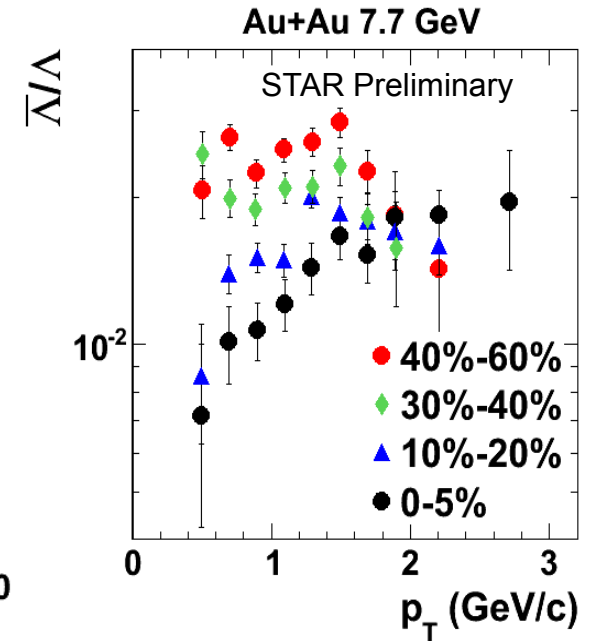 Au+Au 7.7 GeV
Λ̅/Λ
STAR Preliminary
10⁻²
40%-60%
30%-40%
10%-20%
0-5%
0 1 2 3
0
p_T (GeV/c)